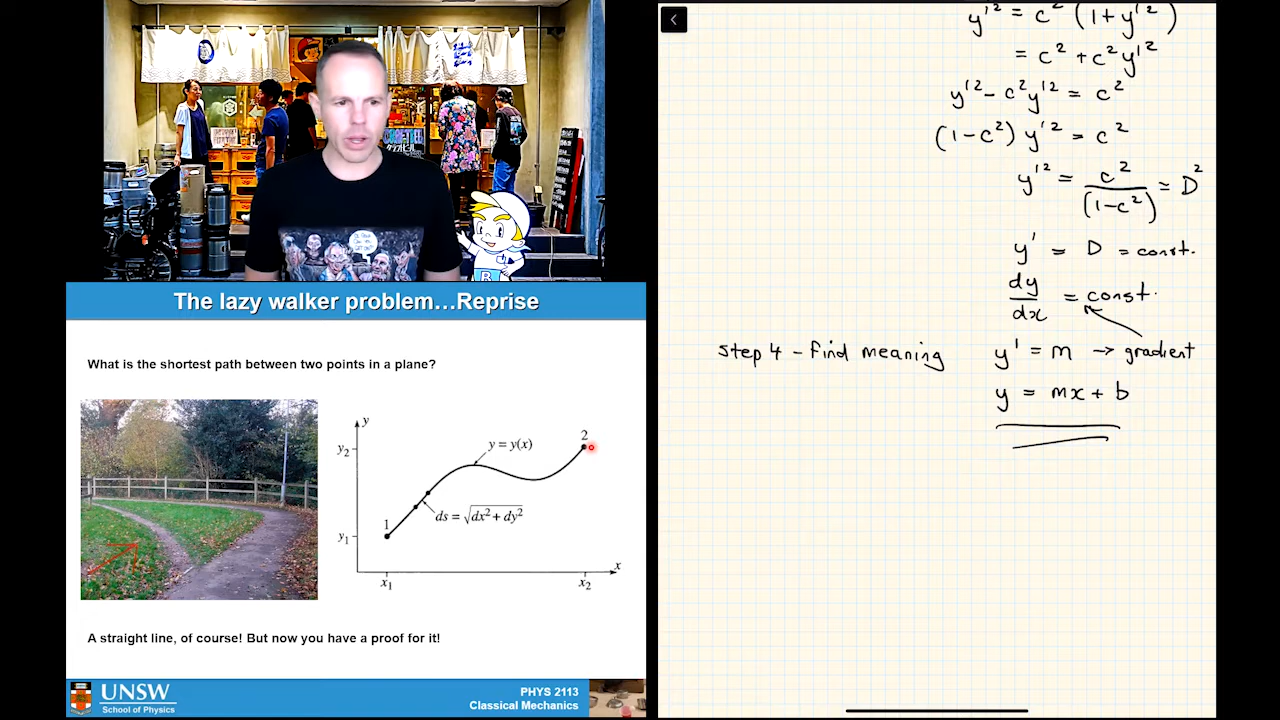 The lazy walker problem…Reprise
What is the shortest path between two points in a plane?
y
y₂
y = y(x)
2
1
ds = √dx² + dy²
y₁
x
x₁
x₂
A straight line, of course! But now you have a proof for it!
UNSW
School of Physics
PHYS 2113
Classical Mechanics
y'² = c² (1 + y'²)
= c² + c² y'²
y'² - c² y'² = c²
(1 - c²) y'² = c²
y'² = c² / (1 - c²) = D²
y' = D = const.
dy/dx = const.
step 4 - find meaning
y' = m → gradient
y = mx + b